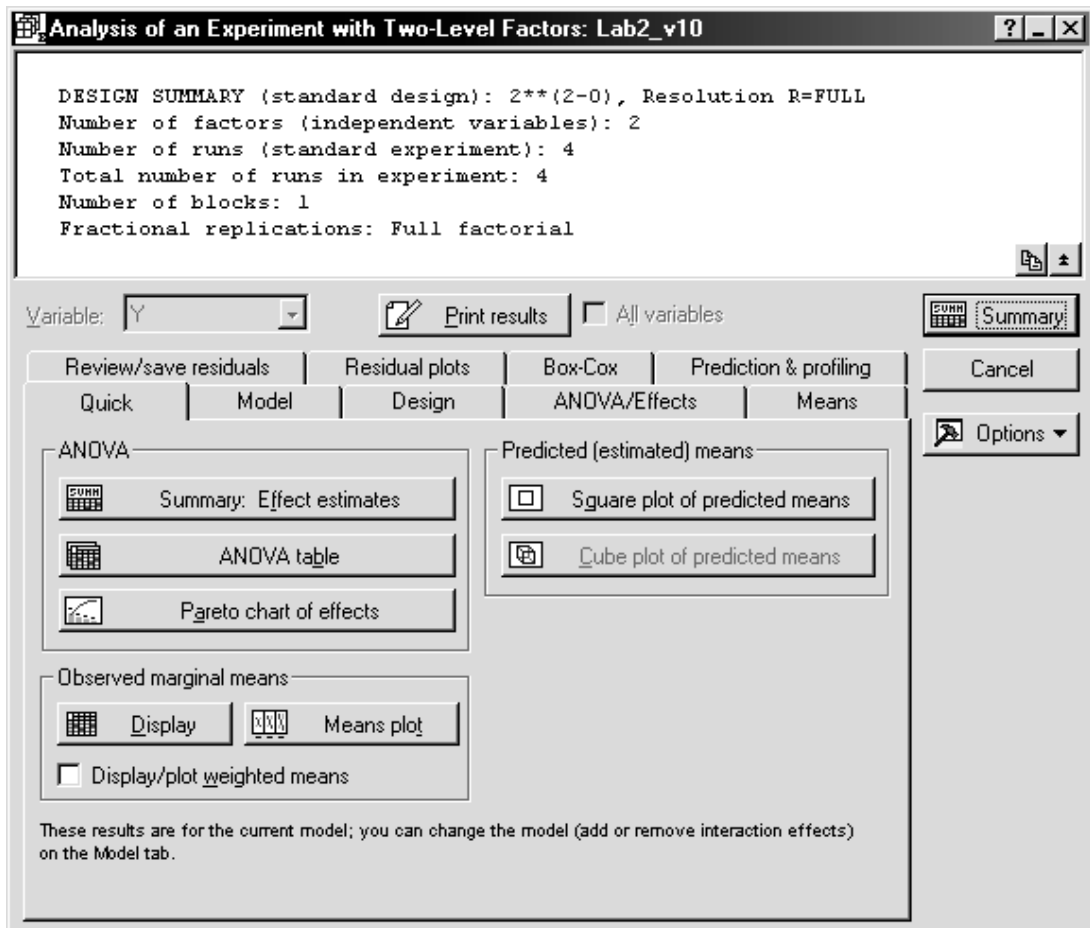 Analysis of an Experiment with Two-Level Factors: Lab2_v10
DESIGN SUMMARY (standard design): 2**(2-0), Resolution R=FULL
Number of factors (independent variables): 2
Number of runs (standard experiment): 4
Total number of runs in experiment: 4
Number of blocks: 1
Fractional replications: Full factorial
Variable: Y
Print results
All variables
Summary
Review/save residuals
Residual plots
Box-Cox
Prediction & profiling
Cancel
Quick
Model
Design
ANOVA/Effects
Means
Options
ANOVA
Summary: Effect estimates
ANOVA table
Pareto chart of effects
Predicted (estimated) means
Square plot of predicted means
Cube plot of predicted means
Observed marginal means
Display
Means plot
Display/plot weighted means
These results are for the current model; you can change the model (add or remove interaction effects)
on the Model tab.